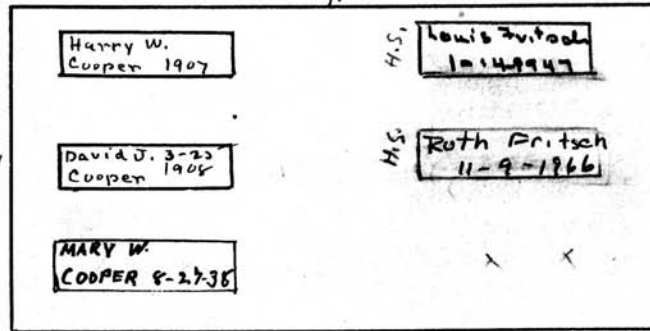 Harry W.
Cooper 1907
David J. 3-25
Cooper 1908
MARY W.
COOPER 8-27-38
H.S.
Louis Fritsch
H.S.
Ruth Fritsch
11-9-1966
X X